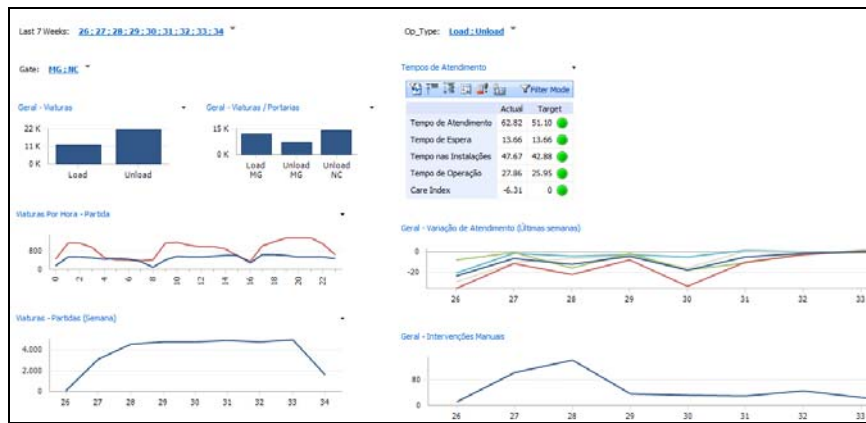 Last 7 Weeks: 26 ; 27 ; 28 ; 29 ; 30 ; 31 ; 32 ; 33 ; 34
Op_Type: Load ; Unload
Gate: MG ; NC
Tempos de Atendimento
Filter Mode
Actual Target
Tempo de Atendimento 62.82 51.10
Tempo de Espera 13.66 13.66
Tempo nas Instalações 47.67 42.88
Tempo de Operação 27.86 25.95
Care Index -6.31 0
Geral - Viaturas
22 K
11 K
0 K
Load Unload
Geral - Viaturas / Portarias
15 K
0 K
Load Unload Unload
MG MG NC
Viaturas Por Hora - Partida
800
0
0 2 4 6 8 10 12 14 16 18 20 22
Geral - Variação de Atendimento (Últimas semanas)
0
-20
26 27 28 29 30 31 32 33
Viaturas - Partidas (Semana)
4.000
2.000
0
26 27 28 29 30 31 32 33 34
Geral - Intervenções Manuais
80
0
26 27 28 29 30 31 32 33